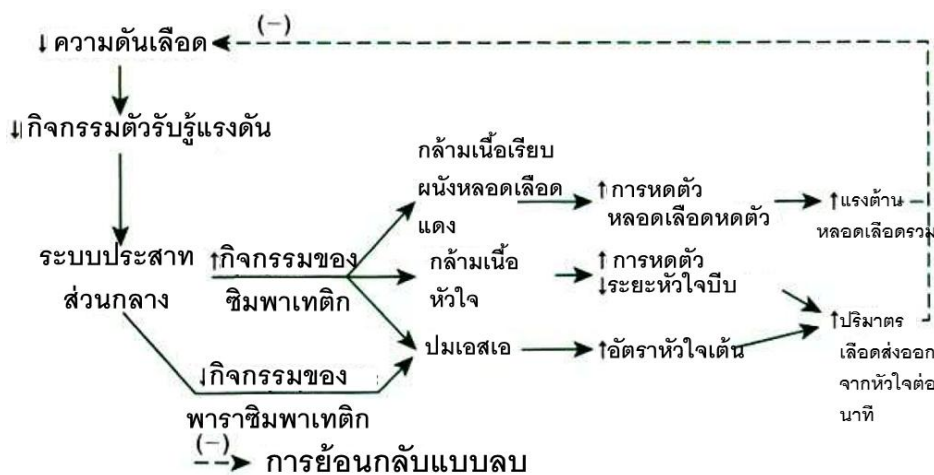 (−)
↓ความดันเลือด
↓กิจกรรมตัวรับรู้แรงดัน
ระบบประสาท
ส่วนกลาง
↑กิจกรรมของ
ซิมพาเทติก
↓กิจกรรมของ
พาราซิมพาเทติก
กล้ามเนื้อเรียบ
ผนังหลอดเลือด
แดง
↑การหดตัว
หลอดเลือดหดตัว
↑แรงต้าน
หลอดเลือดรวม
กล้ามเนื้อ
หัวใจ
↑การหดตัว
↓ระยะหัวใจบีบ
ปมเอสเอ
↑อัตราหัวใจเต้น
↑ปริมาตร
เลือดส่งออก
จากหัวใจต่อ
นาที
(−)
การย้อนกลับแบบลบ